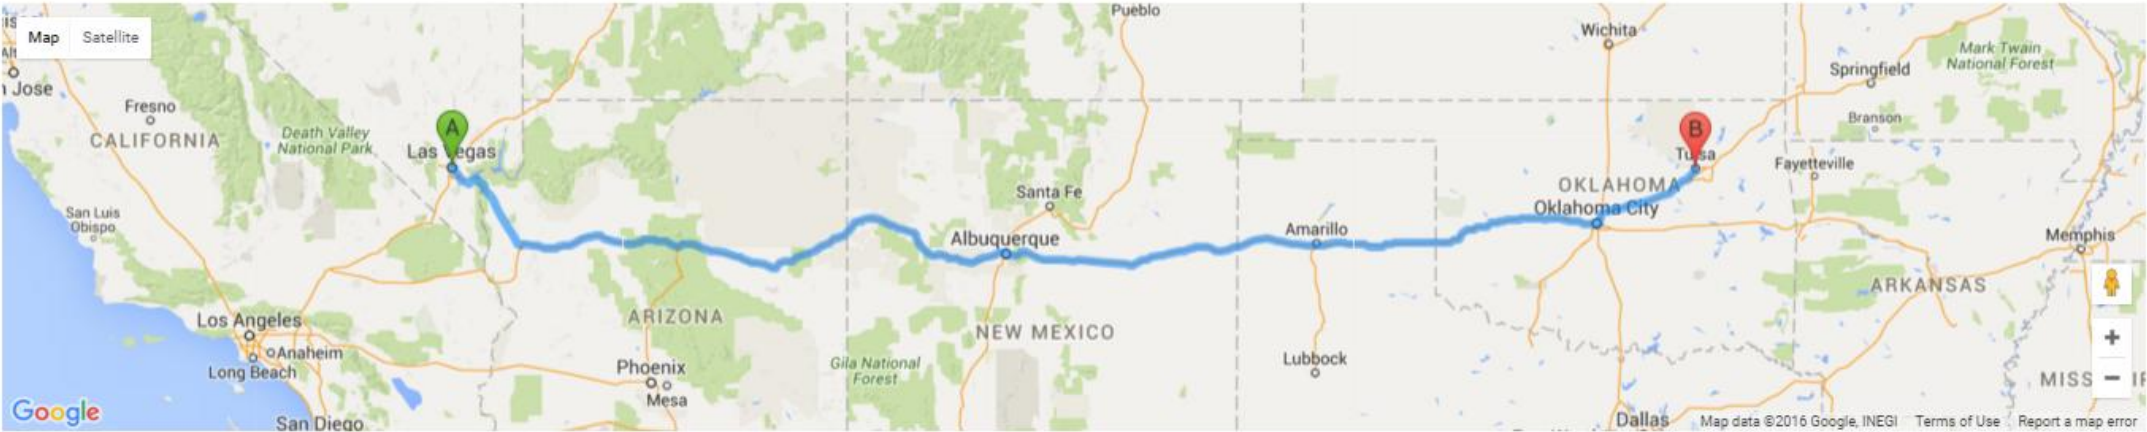 Pueblo
Map Satellite
Wichita
Mark Twain
National Forest
Springfield
Jose
Fresno
CALIFORNIA
Death Valley
National Park
A
Las Vegas
B
Tulsa
Branson
Fayetteville
Santa Fe
OKLAHOMA
Oklahoma City
San Luis
Obispo
Albuquerque
Amarillo
Memphis
ARKANSAS
Los Angeles
ARIZONA
NEW MEXICO
Anaheim
Long Beach
Phoenix
Mesa
Gila National
Forest
Lubbock
+
MISS
−
Google
San Diego
Dallas
Map data ©2016 Google, INEGI Terms of Use Report a map error